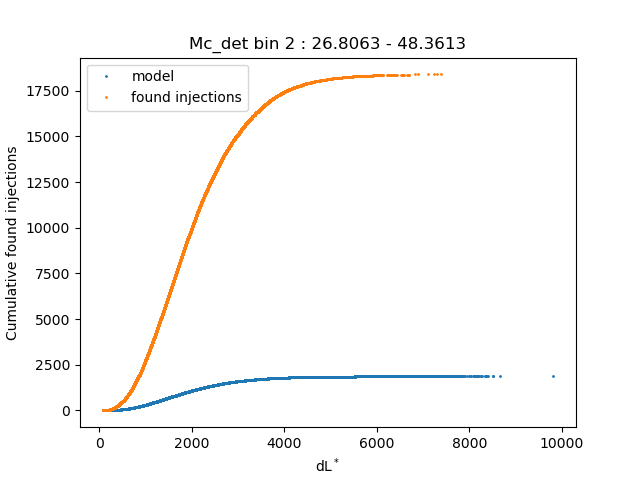 Mc_det bin 2 : 26.8063 - 48.3613
model
found injections
Cumulative found injections
17500
15000
12500
10000
7500
5000
2500
0
0 2000 4000 6000 8000 10000
dL*